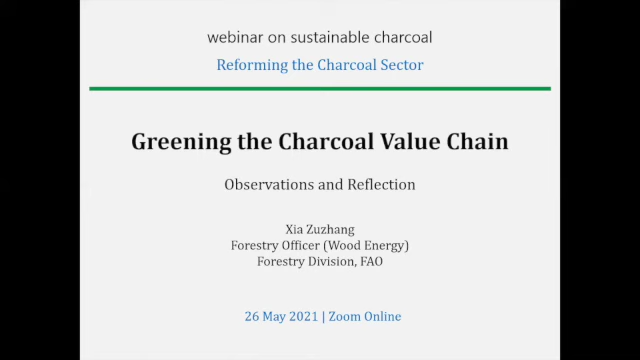 webinar on sustainable charcoal
Reforming the Charcoal Sector
Greening the Charcoal Value Chain
Observations and Reflection
Xia Zuzhang
Forestry Officer (Wood Energy)
Forestry Division, FAO
26 May 2021 | Zoom Online